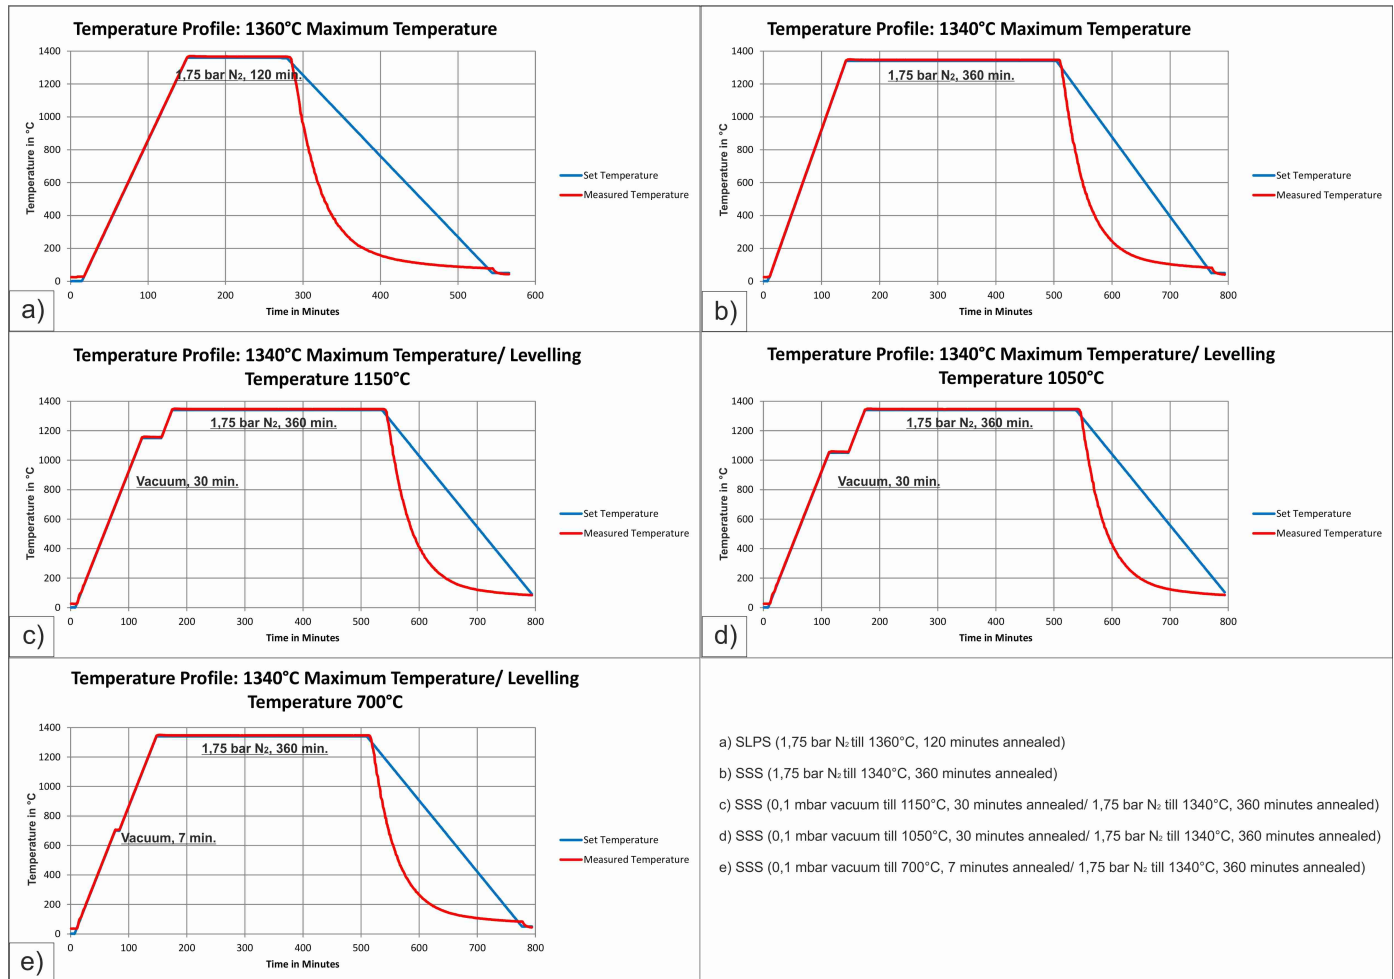 Temperature Profile: 1360°C Maximum Temperature
1400
1200
1000
800
600
400
200
0
Temperature in °C
1,75 bar N₂, 120 min.
Set Temperature
Measured Temperature
0 100 200 300 400 500 600
Time in Minutes
a)
Temperature Profile: 1340°C Maximum Temperature
1400
1200
1000
800
600
400
200
0
Temperature in °C
1,75 bar N₂, 360 min.
Set Temperature
Measured Temperature
0 100 200 300 400 500 600 700 800
Time in Minutes
b)
Temperature Profile: 1340°C Maximum Temperature/ Levelling
Temperature 1150°C
1400
1200
1000
800
600
400
200
0
Temperature in °C
1,75 bar N₂, 360 min.
Vacuum, 30 min.
Set Temperature
Measured Temperature
0 100 200 300 400 500 600 700 800
Time in Minutes
c)
Temperature Profile: 1340°C Maximum Temperature/ Levelling
Temperature 1050°C
1400
1200
1000
800
600
400
200
0
Temperature in °C
1,75 bar N₂, 360 min.
Vacuum, 30 min.
Set Temperature
Measured Temperature
0 100 200 300 400 500 600 700 800
Time in Minutes
d)
Temperature Profile: 1340°C Maximum Temperature/ Levelling
Temperature 700°C
1400
1200
1000
800
600
400
200
0
Temperature in °C
1,75 bar N₂, 360 min.
Vacuum, 7 min.
Set Temperature
Measured Temperature
0 100 200 300 400 500 600 700 800
Time in Minutes
e)
a) SLPS (1,75 bar N₂ till 1360°C, 120 minutes annealed)
b) SSS (1,75 bar N₂ till 1340°C, 360 minutes annealed)
c) SSS (0,1 mbar vacuum till 1150°C, 30 minutes annealed/ 1,75 bar N₂ till 1340°C, 360 minutes annealed)
d) SSS (0,1 mbar vacuum till 1050°C, 30 minutes annealed/ 1,75 bar N₂ till 1340°C, 360 minutes annealed)
e) SSS (0,1 mbar vacuum till 700°C, 7 minutes annealed/ 1,75 bar N₂ till 1340°C, 360 minutes annealed)